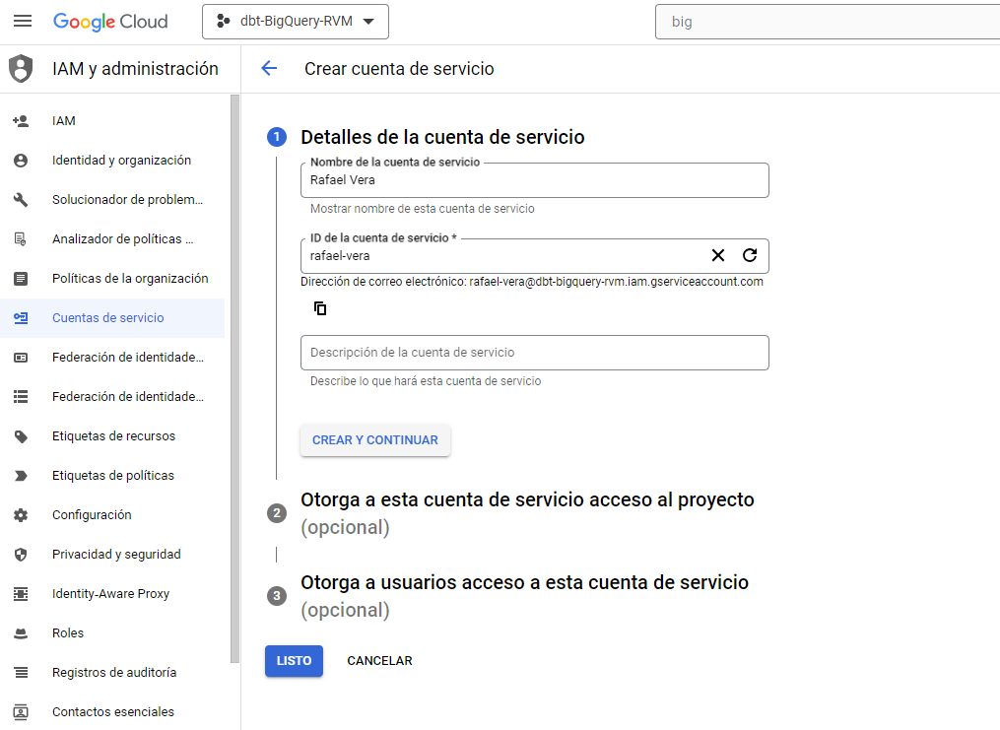 Google Cloud
dbt-BigQuery-RVM
big
IAM y administración
Crear cuenta de servicio
IAM
Identidad y organización
Solucionador de problem...
Analizador de políticas ...
Políticas de la organización
Cuentas de servicio
Federación de identidade...
Federación de identidade...
Etiquetas de recursos
Etiquetas de políticas
Configuración
Privacidad y seguridad
Identity-Aware Proxy
Roles
Registros de auditoría
Contactos esenciales
1 Detalles de la cuenta de servicio
Nombre de la cuenta de servicio
Rafael Vera
Mostrar nombre de esta cuenta de servicio
ID de la cuenta de servicio *
rafael-vera
Dirección de correo electrónico: rafael-vera@dbt-bigquery-rvm.iam.gserviceaccount.com
Descripción de la cuenta de servicio
Describe lo que hará esta cuenta de servicio
CREAR Y CONTINUAR
2 Otorga a esta cuenta de servicio acceso al proyecto
(opcional)
3 Otorga a usuarios acceso a esta cuenta de servicio
(opcional)
LISTO CANCELAR